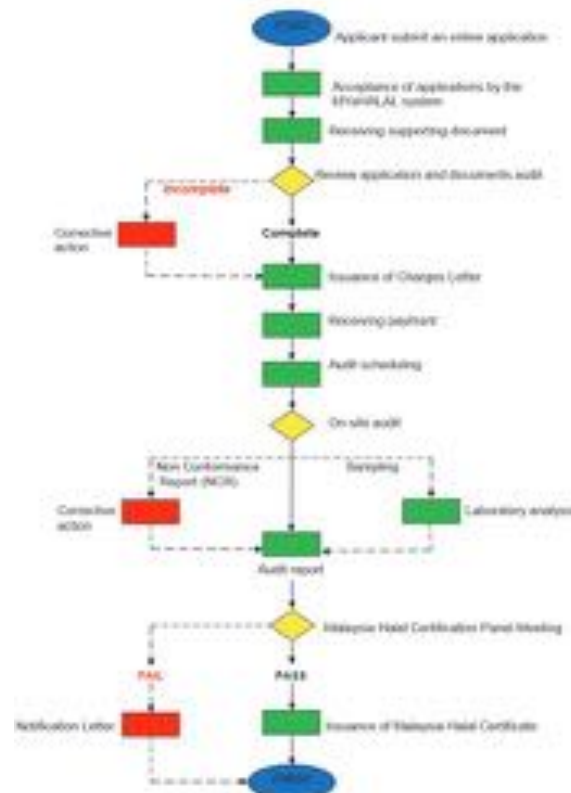 Applicant submit an online application
Acceptance of applications by the
system
Receiving supporting document
Review application and documents audit
Incomplete
Corrective
action
Complete
Issuance of Charges Letter
Receiving payment
Audit scheduling
On-site audit
Non Conformance
Report (NCR)
Sampling
Corrective
action
Laboratory analysis
Audit report
Malaysia Halal Certification Panel Meeting
FAIL
PASS
Notification Letter
Issuance of Malaysia Halal Certificate